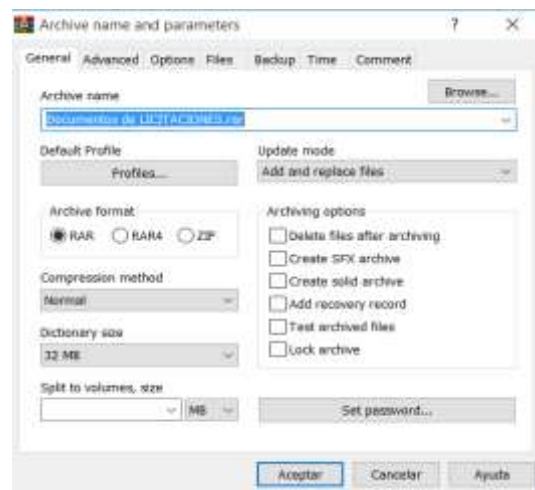 Archive name and parameters
General Advanced Options Files Backup Time Comment
Archive name
Browse...
Documentos de LICITACIONES.rar
Default Profile
Update mode
Profiles...
Add and replace files
Archive format
Archiving options
RAR RAR4 ZIP
Delete files after archiving
Create SFX archive
Compression method
Create solid archive
Normal
Add recovery record
Dictionary size
Test archived files
32 MB
Lock archive
Split to volumes, size
MB
Set password...
Aceptar Cancelar Ayuda